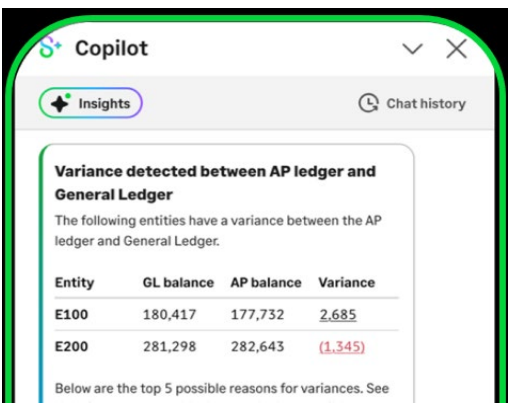 Copilot
Insights
Chat history
Variance detected between AP ledger and
General Ledger
The following entities have a variance between the AP
ledger and General Ledger.
Entity GL balance AP balance Variance
E100 180,417 177,732 2,685
E200 281,298 282,643 (1,345)
Below are the top 5 possible reasons for variances. See